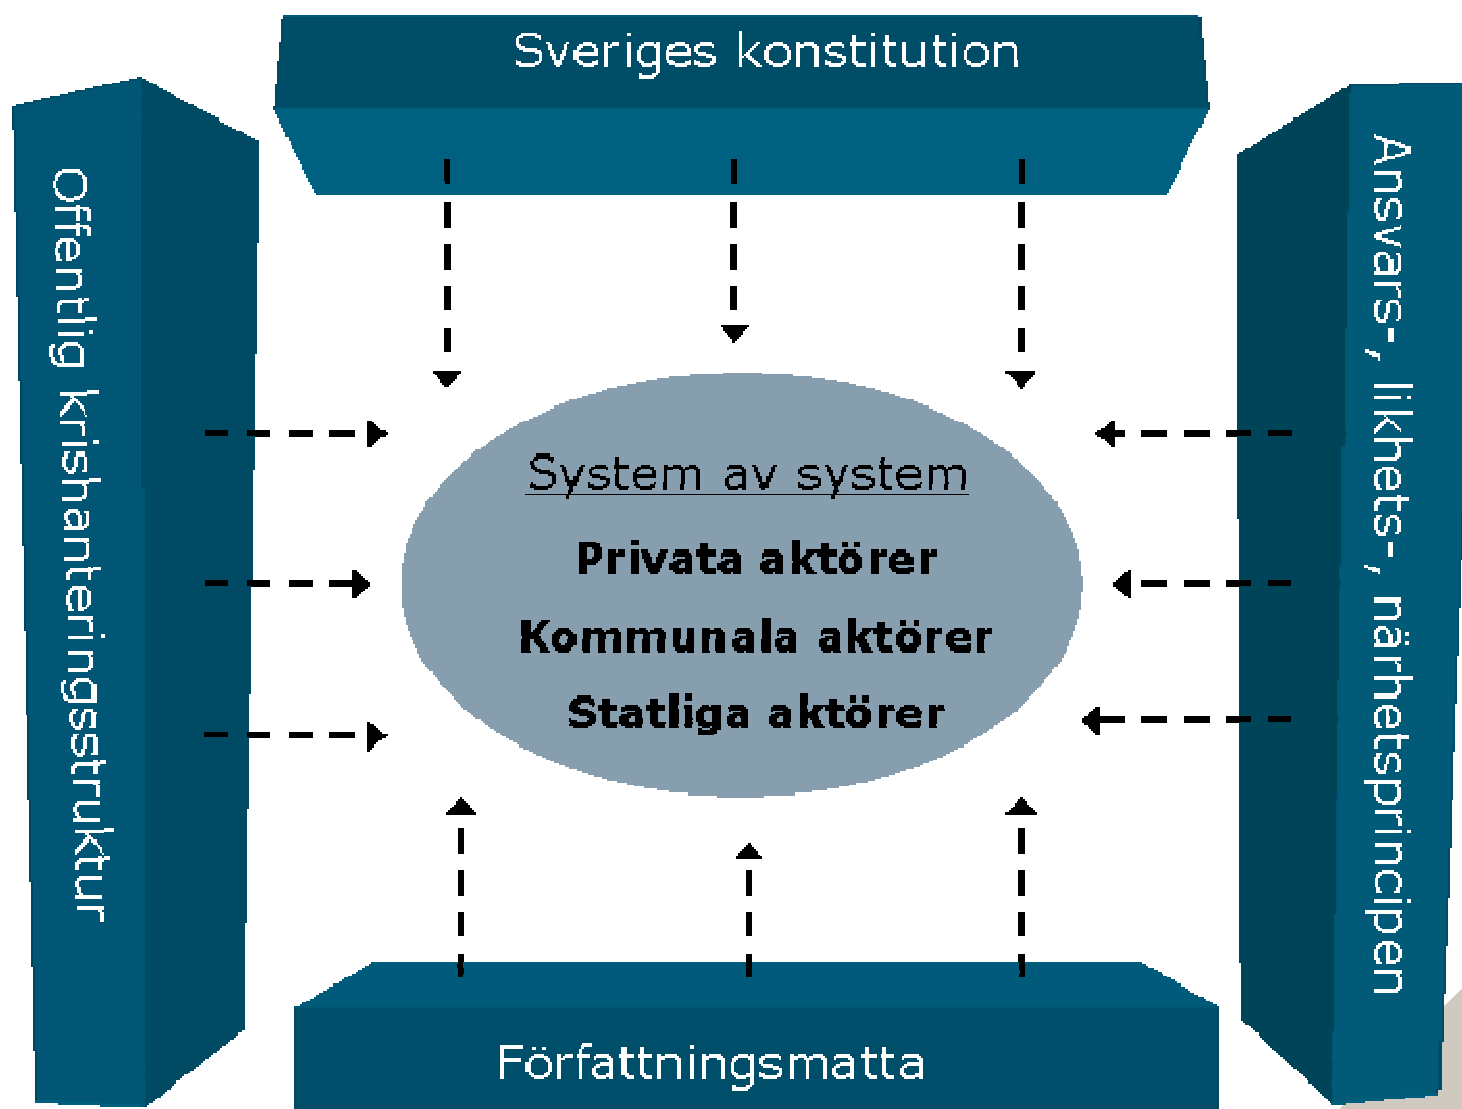 Sveriges konstitution
Offentlig krishanteringsstruktur
Ansvars-, likhets-, närhetsprincipen
System av system
Privata aktörer
Kommunala aktörer
Statliga aktörer
Författningsmatta